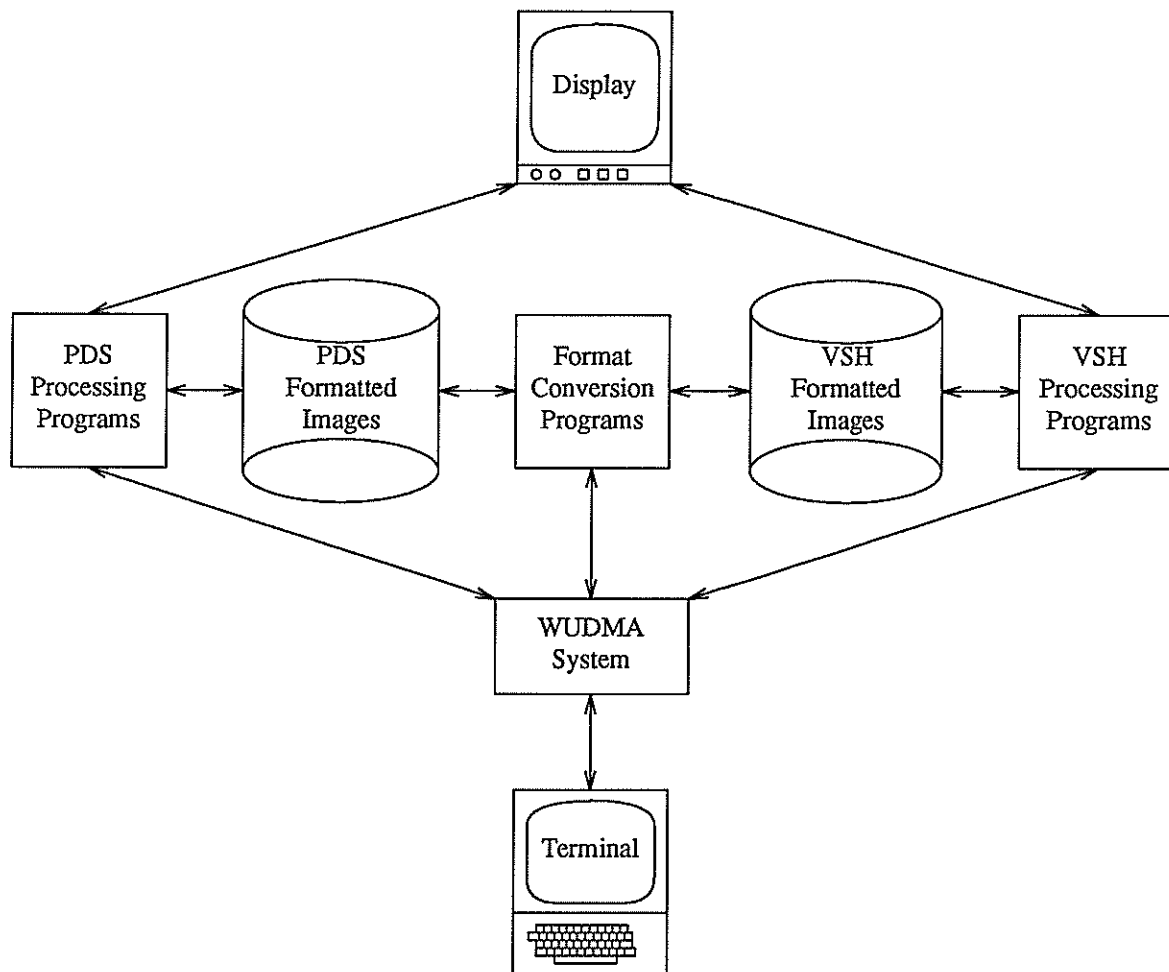 Display
PDS
Processing
Programs
PDS
Formatted
Images
Format
Conversion
Programs
VSH
Formatted
Images
VSH
Processing
Programs
WUDMA
System
Terminal